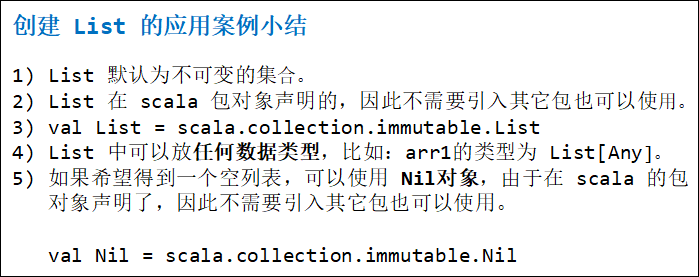 创建 List 的应用案例小结
1) List 默认为不可变的集合。
2) List 在 scala 包对象声明的，因此不需要引入其它包也可以使用。
3) val List = scala.collection.immutable.List
4) List 中可以放任何数据类型，比如：arr1的类型为 List[Any]。
5) 如果希望得到一个空列表，可以使用 Nil对象，由于在 scala 的包
对象声明了，因此不需要引入其它包也可以使用。
val Nil = scala.collection.immutable.Nil